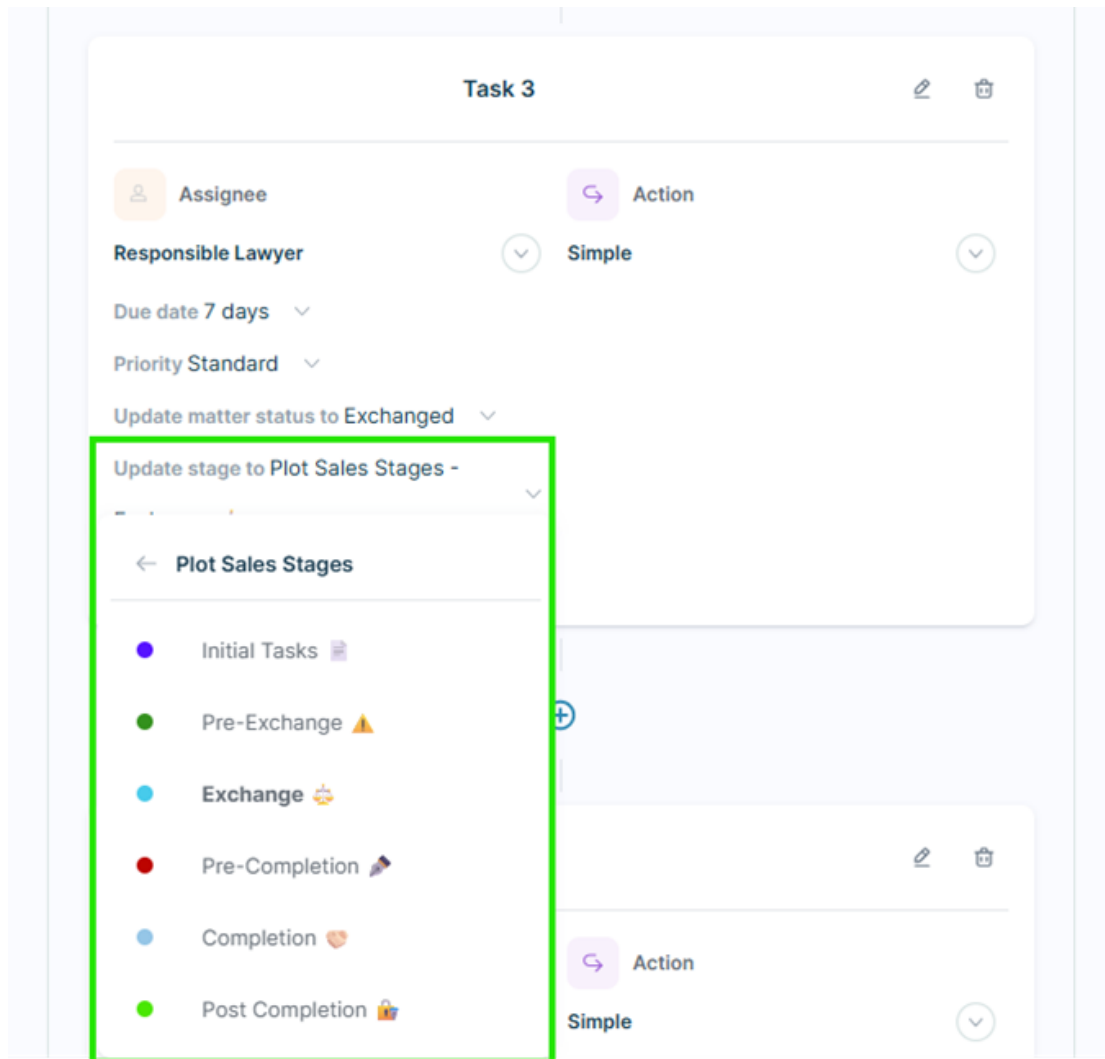 Task 3
Assignee
Action
Responsible Lawyer
Simple
Due date 7 days
Priority Standard
Update matter status to Exchanged
Update stage to Plot Sales Stages -
Plot Sales Stages
Initial Tasks
Pre-Exchange
Exchange
Pre-Completion
Completion
Post Completion
Action
Simple